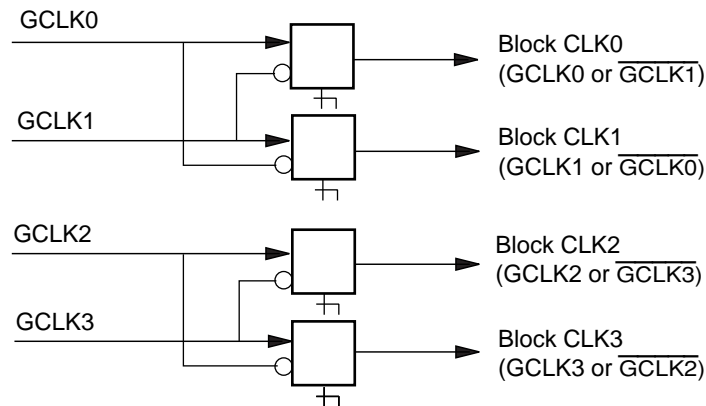 GCLK0
Block CLK0
(GCLK0 or GCLK1)
GCLK1
Block CLK1
(GCLK1 or GCLK0)
GCLK2
Block CLK2
(GCLK2 or GCLK3)
GCLK3
Block CLK3
(GCLK3 or GCLK2)